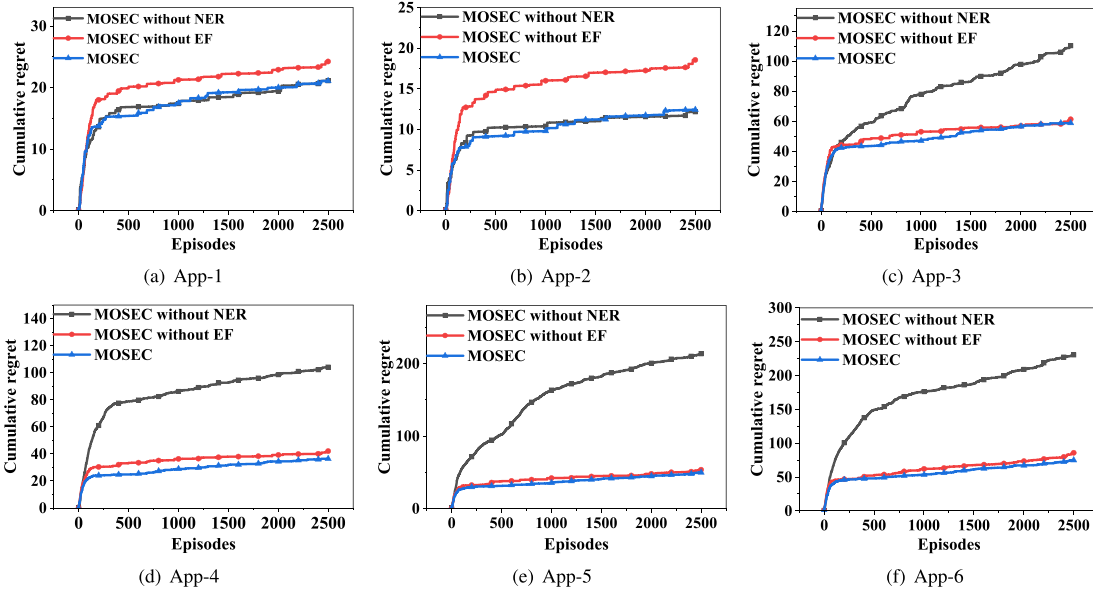 MOSEC without NER
MOSEC without EF
MOSEC
Cumulative regret
30
20
10
0
0 500 1000 1500 2000 2500
Episodes
(a) App-1
MOSEC without NER
MOSEC without EF
MOSEC
Cumulative regret
25
20
15
10
5
0
0 500 1000 1500 2000 2500
Episodes
(b) App-2
MOSEC without NER
MOSEC without EF
MOSEC
Cumulative regret
120
100
80
60
40
20
0
0 500 1000 1500 2000 2500
Episodes
(c) App-3
MOSEC without NER
MOSEC without EF
MOSEC
Cumulative regret
140
120
100
80
60
40
20
0
0 500 1000 1500 2000 2500
Episodes
(d) App-4
MOSEC without NER
MOSEC without EF
MOSEC
Cumulative regret
200
100
0
0 500 1000 1500 2000 2500
Episodes
(e) App-5
MOSEC without NER
MOSEC without EF
MOSEC
Cumulative regret
300
250
200
150
100
50
0
0 500 1000 1500 2000 2500
Episodes
(f) App-6